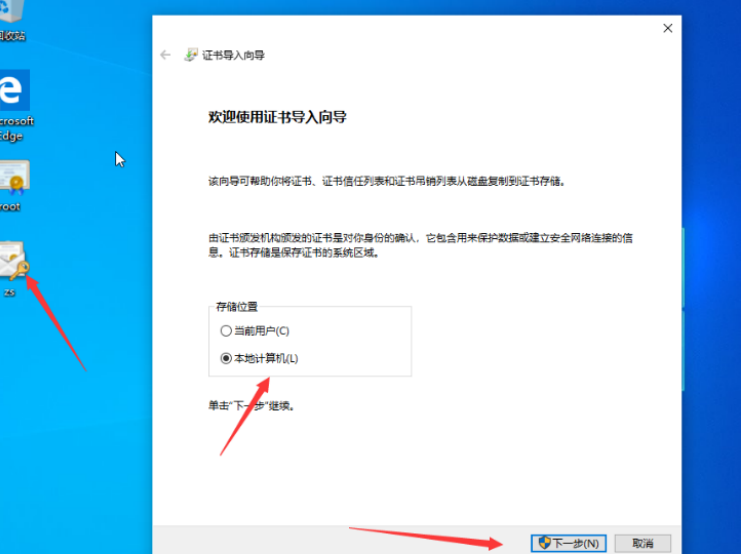 回收站
证书导入向导
crosoft
Edge
欢迎使用证书导入向导
root
该向导可帮助你将证书、证书信任列表和证书吊销列表从磁盘复制到证书存储。
由证书颁发机构颁发的证书是对你身份的确认，它包含用来保护数据或建立安全网络连接的信
息。证书存储是保存证书的系统区域。
zs
存储位置
当前用户(C)
本地计算机(L)
单击"下一步"继续。
下一步(N)
取消